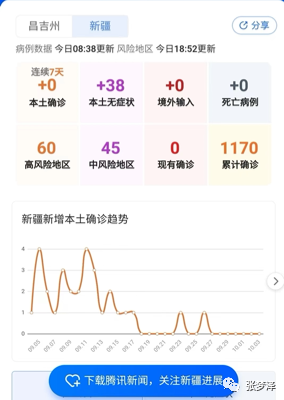 昌吉州 新疆 分享
病例数据 今日08:38更新 风险地区 今日18:52更新
连续7天
+0 +38 +0 +0
本土确诊 本土无症状 境外输入 死亡病例
60 45 0 1170
高风险地区 中风险地区 现有确诊 累计确诊
新疆新增本土确诊趋势
4
3
2
1
0
09.05 09.07 09.09 09.11 09.13 09.15 09.17 09.19 09.21 09.23 09.25 09.27 09.29 10.01 10.03
下载腾讯新闻，关注新疆进展
张梦泽